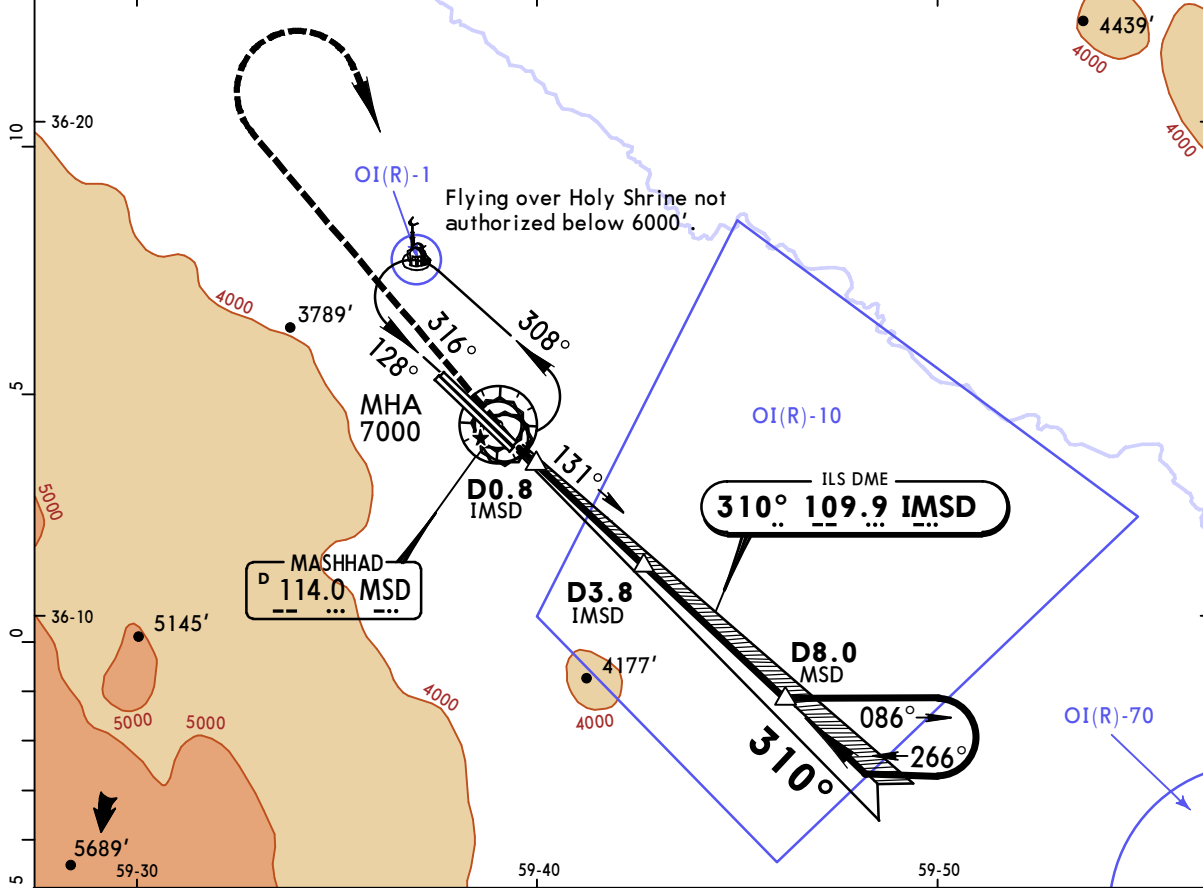 4439'
4000
4000
36-20
10
OI(R)-1
Flying over Holy Shrine not
authorized below 6000'.
4000
3789'
316°
308°
128°
5
MHA
7000
OI(R)-10
131°
ILS DME
310° 109.9 IMSD
D0.8
IMSD
5000
MASHHAD
D 114.0 MSD
D3.8
IMSD
36-10
0
5145'
4177'
D8.0
MSD
4000
5000
5000
4000
086°
OI(R)-70
310°
266°
5689'
59-30
59-40
59-50
5